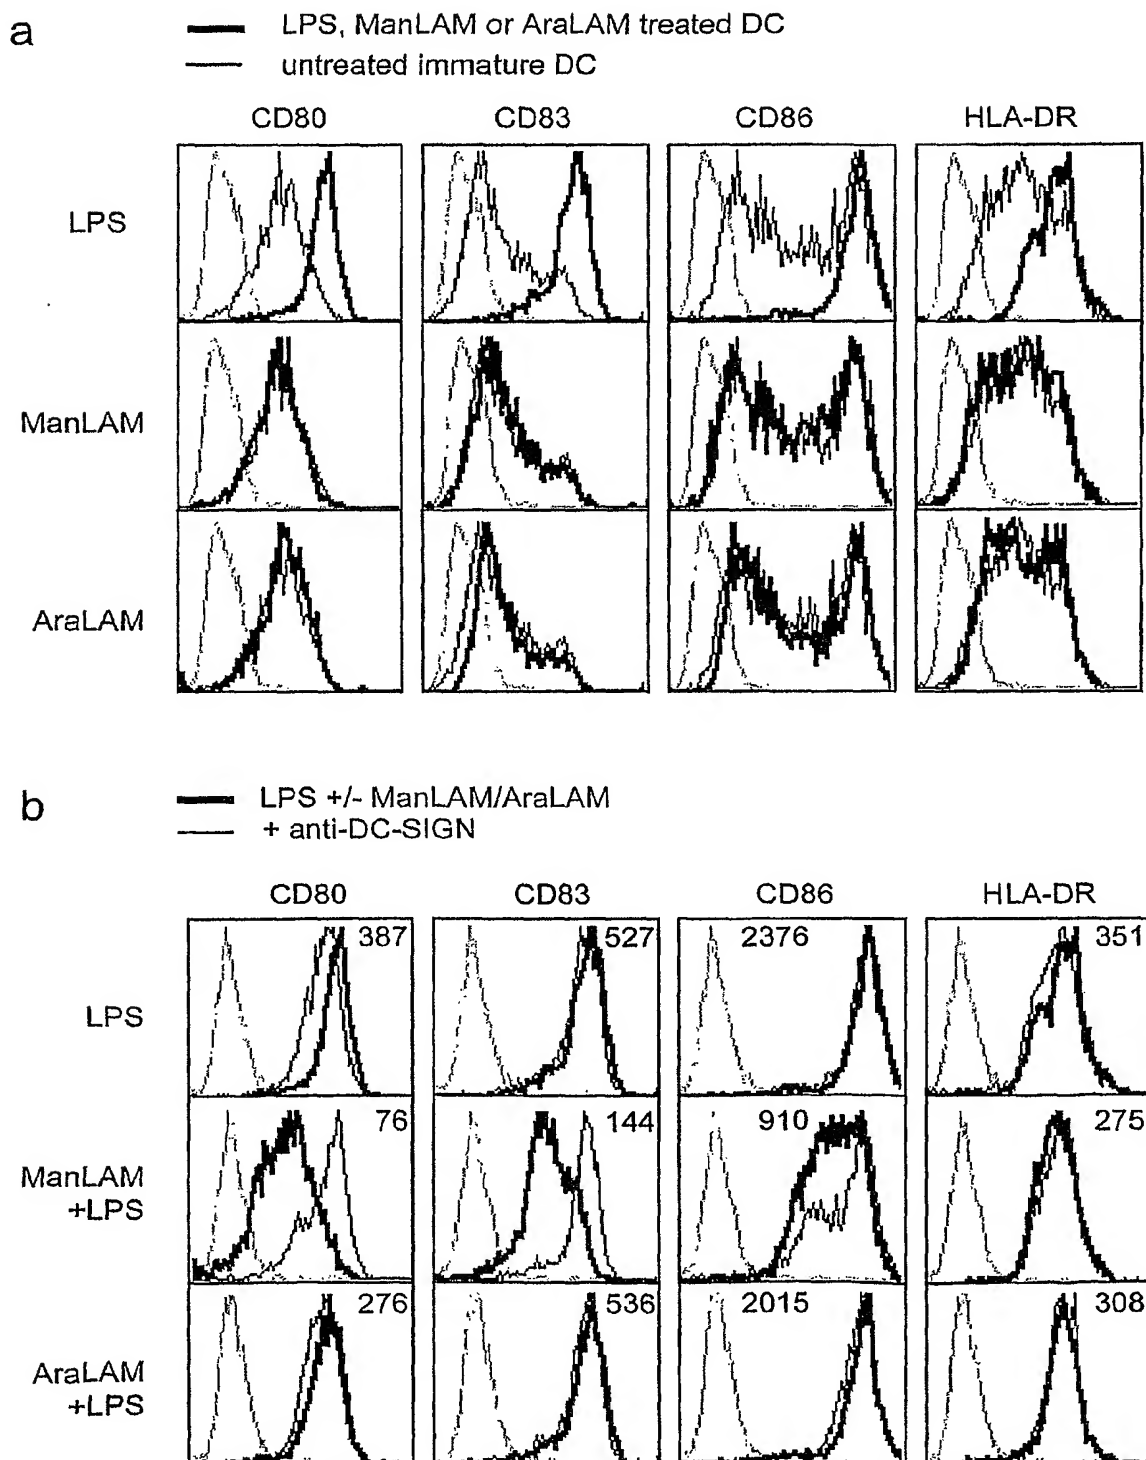 a
LPS, ManLAM or AraLAM treated DC
untreated immature DC
CD80 CD83 CD86 HLA-DR
LPS
ManLAM
AraLAM
b
LPS +/- ManLAM/AraLAM
+ anti-DC-SIGN
CD80 CD83 CD86 HLA-DR
LPS 387 527 2376 351
ManLAM
+LPS
76 144 910 275
AraLAM
+LPS
276 536 2015 308